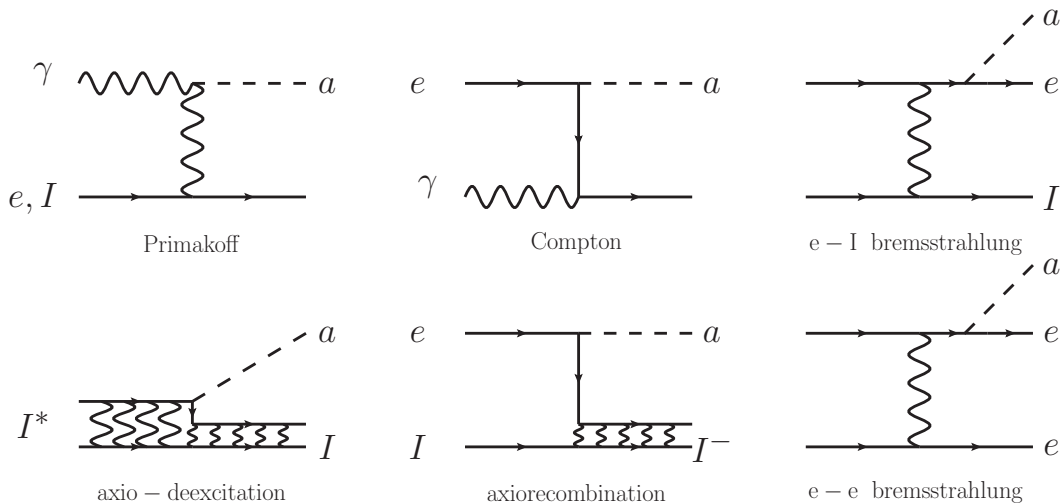 γ
a
e, I
Primakoff
e
a
γ
Compton
a
e
I
e − I bremsstrahlung
I*
a
I
axio − deexcitation
e
a
I
I⁻
axiorecombination
a
e
e
e − e bremsstrahlung